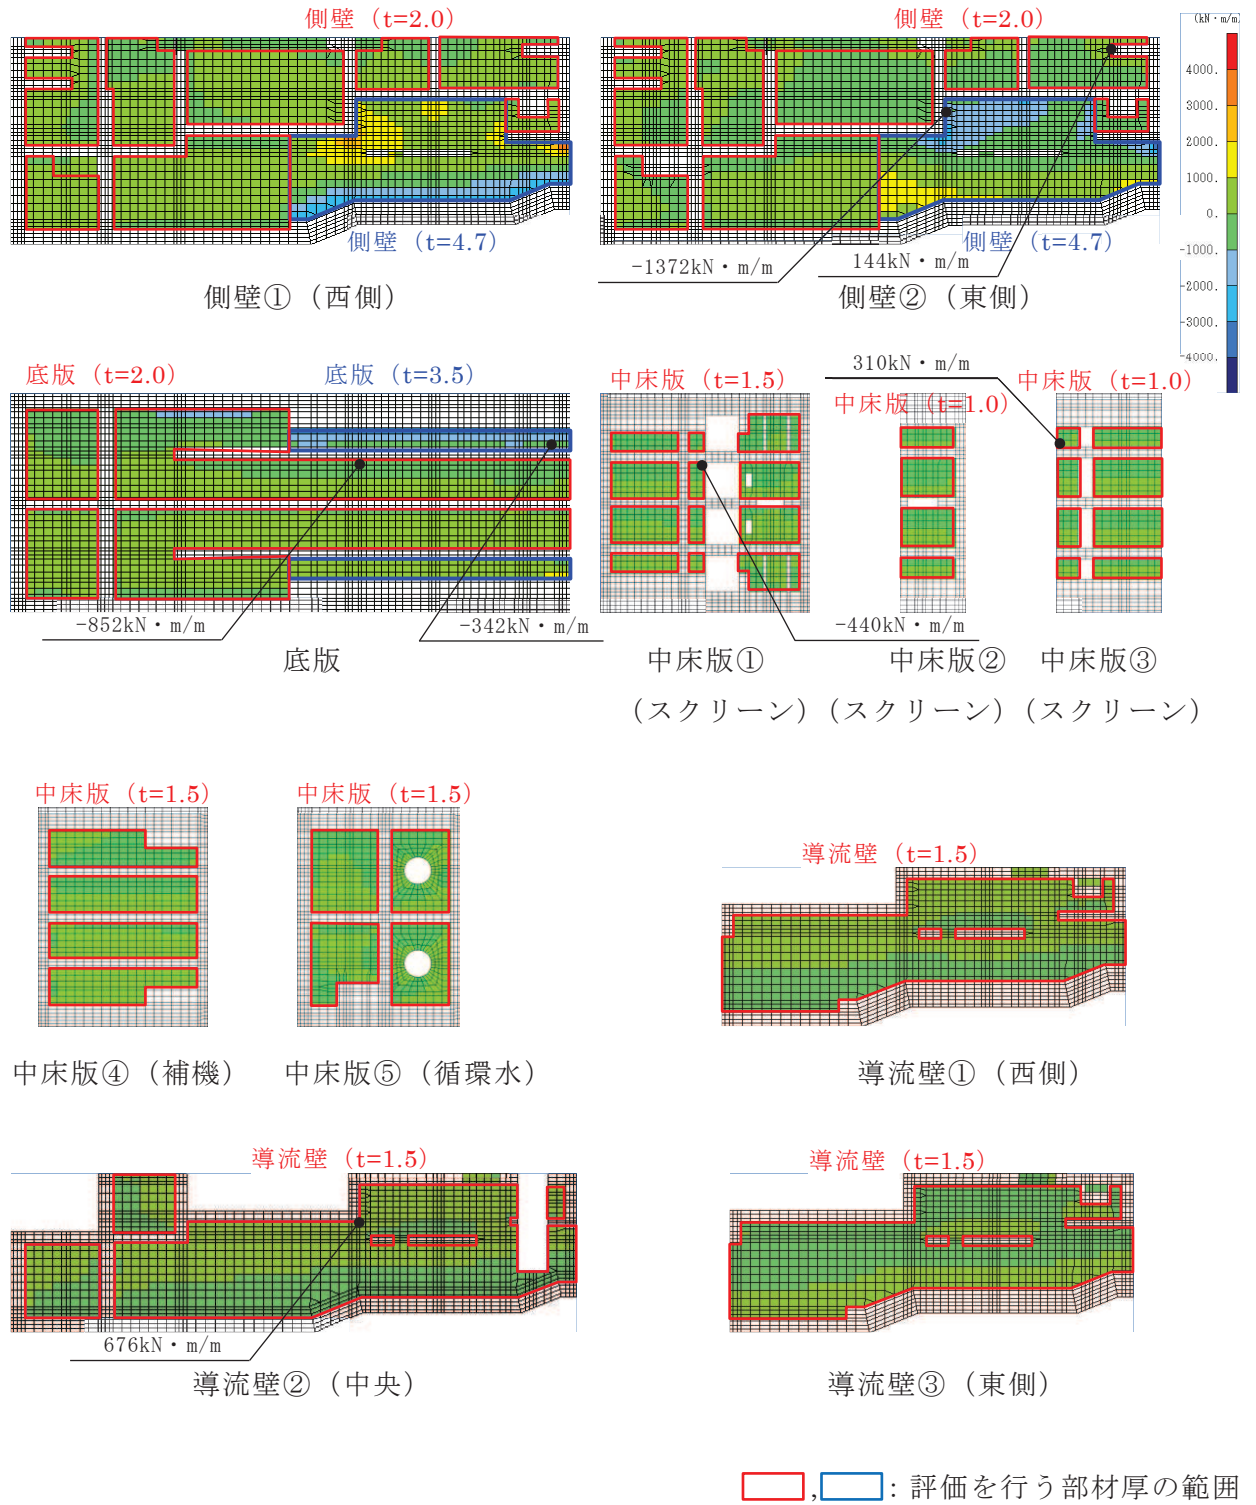 側壁（t=2.0）
側壁（t=2.0）
(kN・m/m)
4000.
3000.
2000.
1000.
0.
-1000.
-2000.
-3000.
-4000.
側壁（t=4.7）
側壁（t=4.7）
-1372kN・m/m
144kN・m/m
側壁①（西側）
側壁②（東側）
310kN・m/m
底版（t=2.0）
底版（t=3.5）
中床版（t=1.5）
中床版（t=1.0）
中床版（t=1.0）
-852kN・m/m
-342kN・m/m
-440kN・m/m
底版
中床版①
（スクリーン）
中床版②
（スクリーン）
中床版③
（スクリーン）
中床版（t=1.5）
中床版（t=1.5）
導流壁（t=1.5）
中床版④（補機）
中床版⑤（循環水）
導流壁①（西側）
導流壁（t=1.5）
導流壁（t=1.5）
676kN・m/m
導流壁②（中央）
導流壁③（東側）
,：評価を行う部材厚の範囲